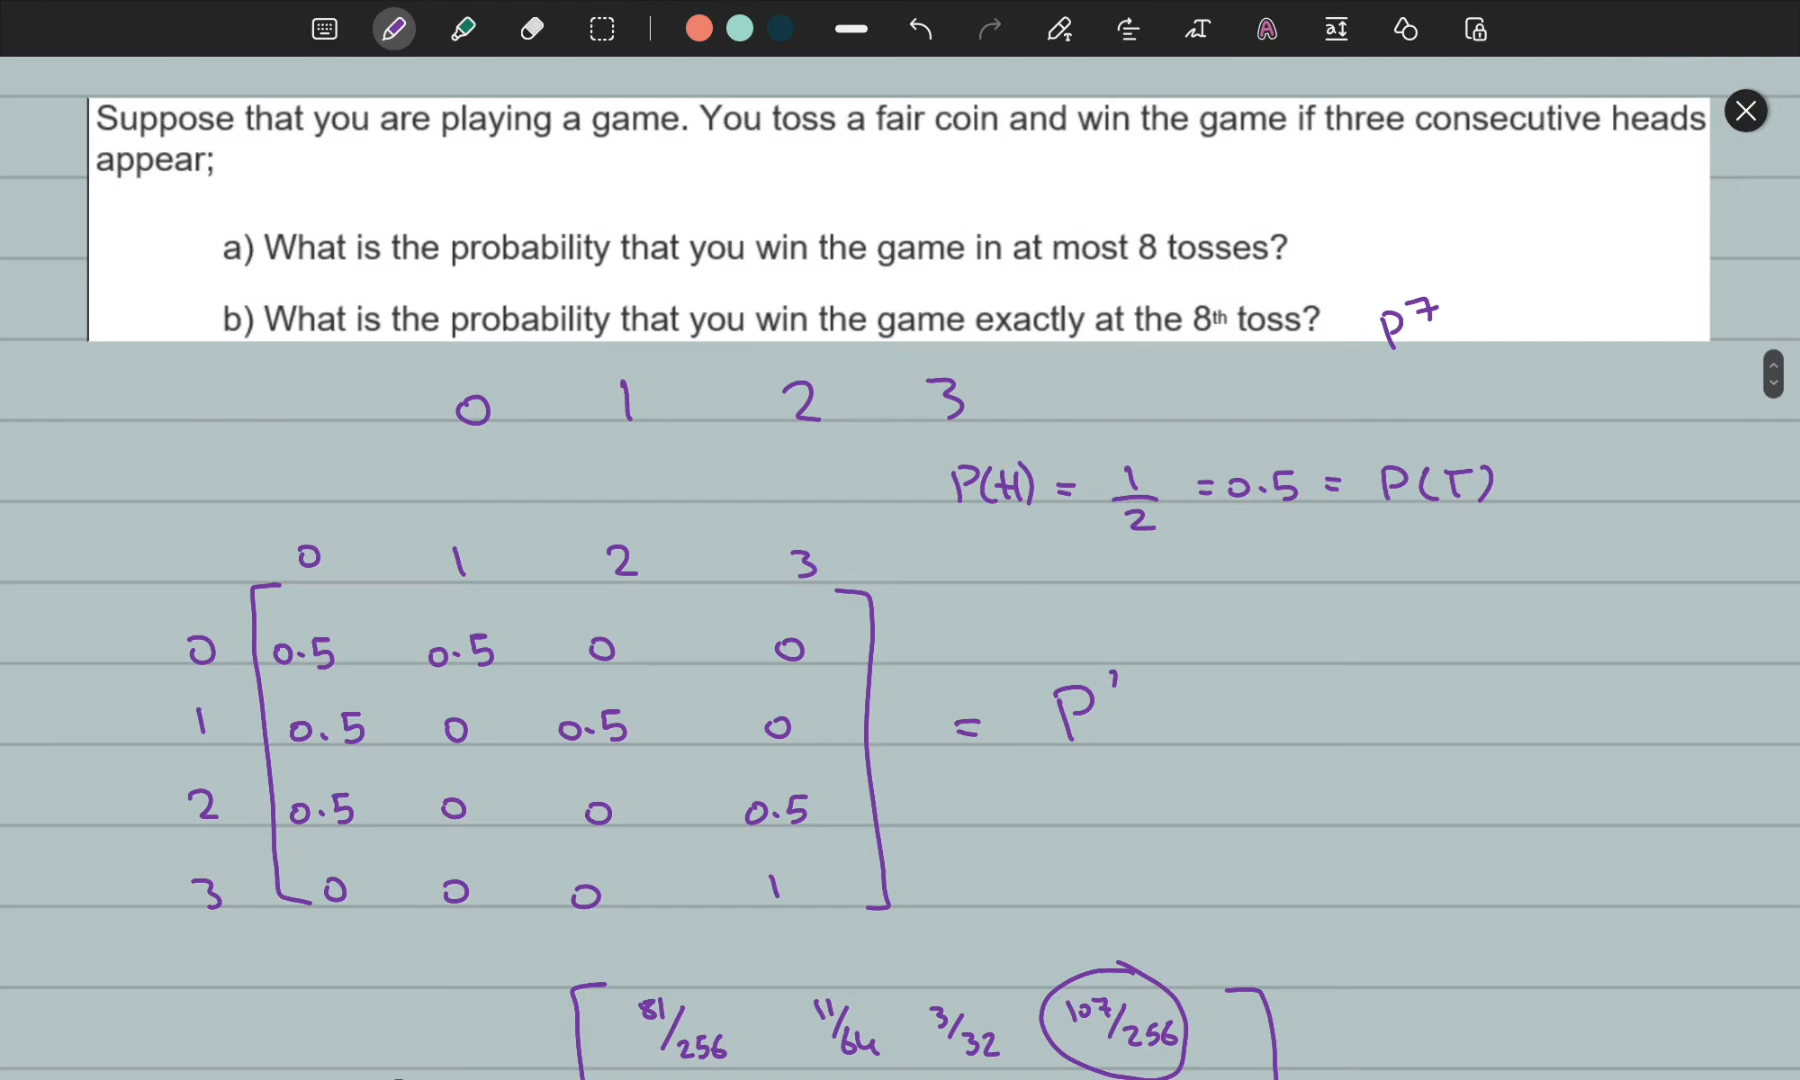 Suppose that you are playing a game. You toss a fair coin and win the game if three consecutive heads
appear;
a) What is the probability that you win the game in at most 8 tosses?
b) What is the probability that you win the game exactly at the 8th toss? P^7
0 1 2 3
P(H) = 1/2 = 0.5 = P(T)
0 1 2 3
0 0.5 0.5 0 0
1 0.5 0 0.5 0 = P'
2 0.5 0 0 0.5
3 0 0 0 1
81/256 11/64 3/32 107/256